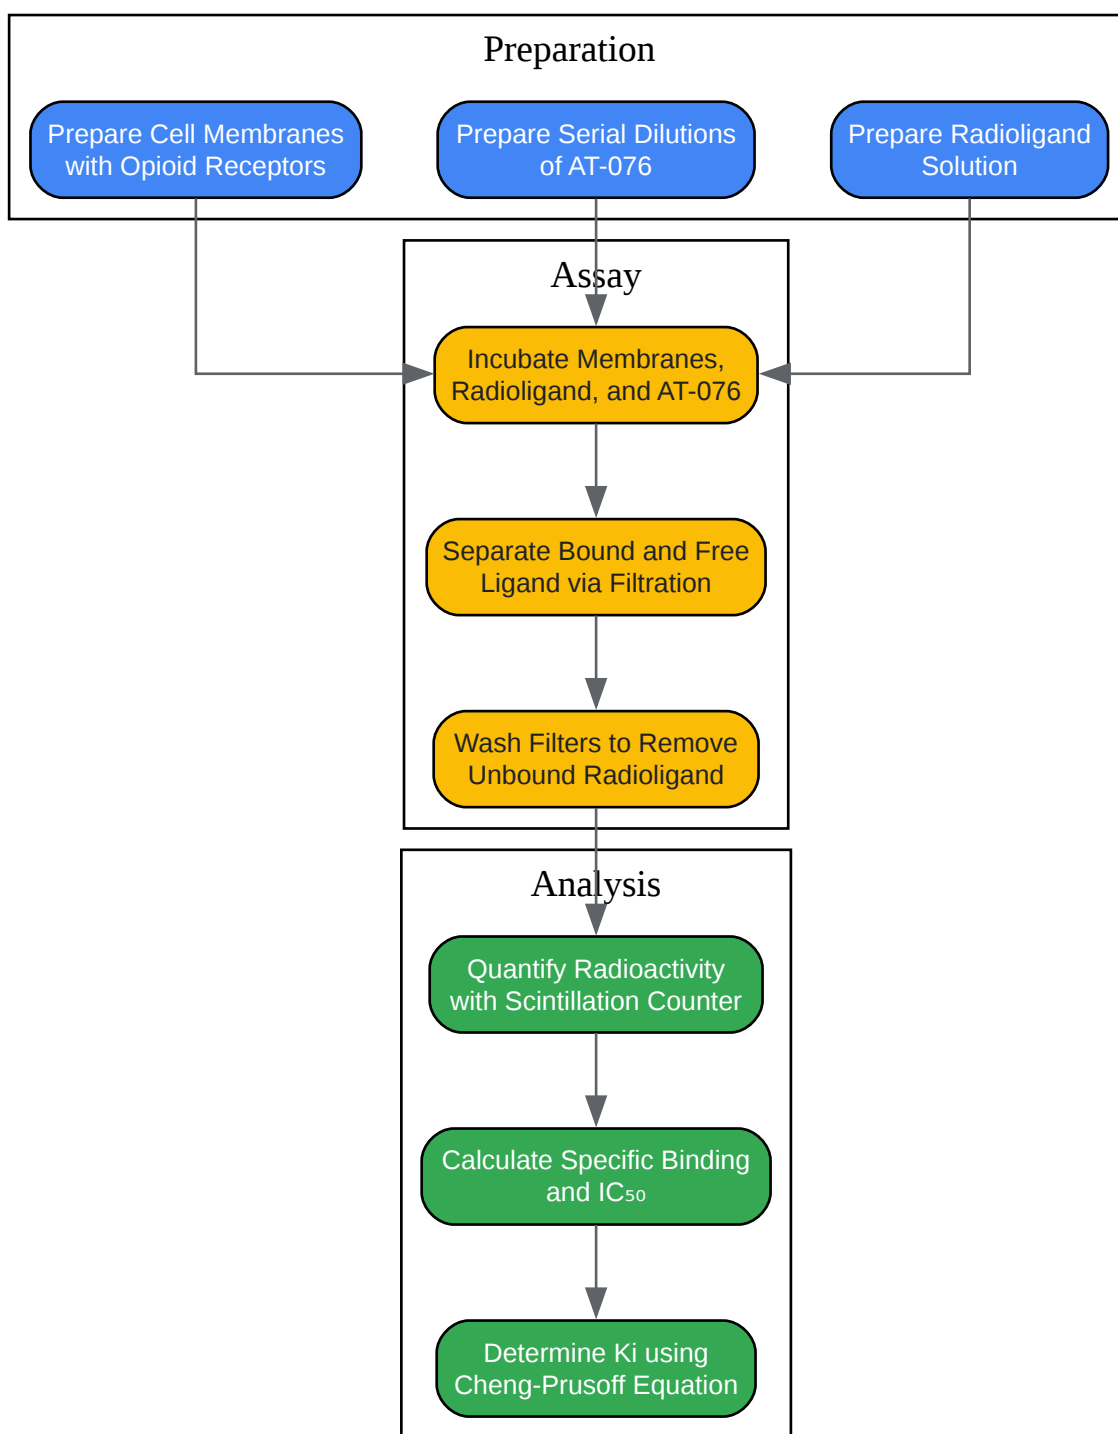 Preparation
Prepare Cell Membranes
with Opioid Receptors
Prepare Serial Dilutions
of AT-076
Prepare Radioligand
Solution
Assay
Incubate Membranes,
Radioligand, and AT-076
Separate Bound and Free
Ligand via Filtration
Wash Filters to Remove
Unbound Radioligand
Analysis
Quantify Radioactivity
with Scintillation Counter
Calculate Specific Binding
and IC₅₀
Determine Ki using
Cheng-Prusoff Equation